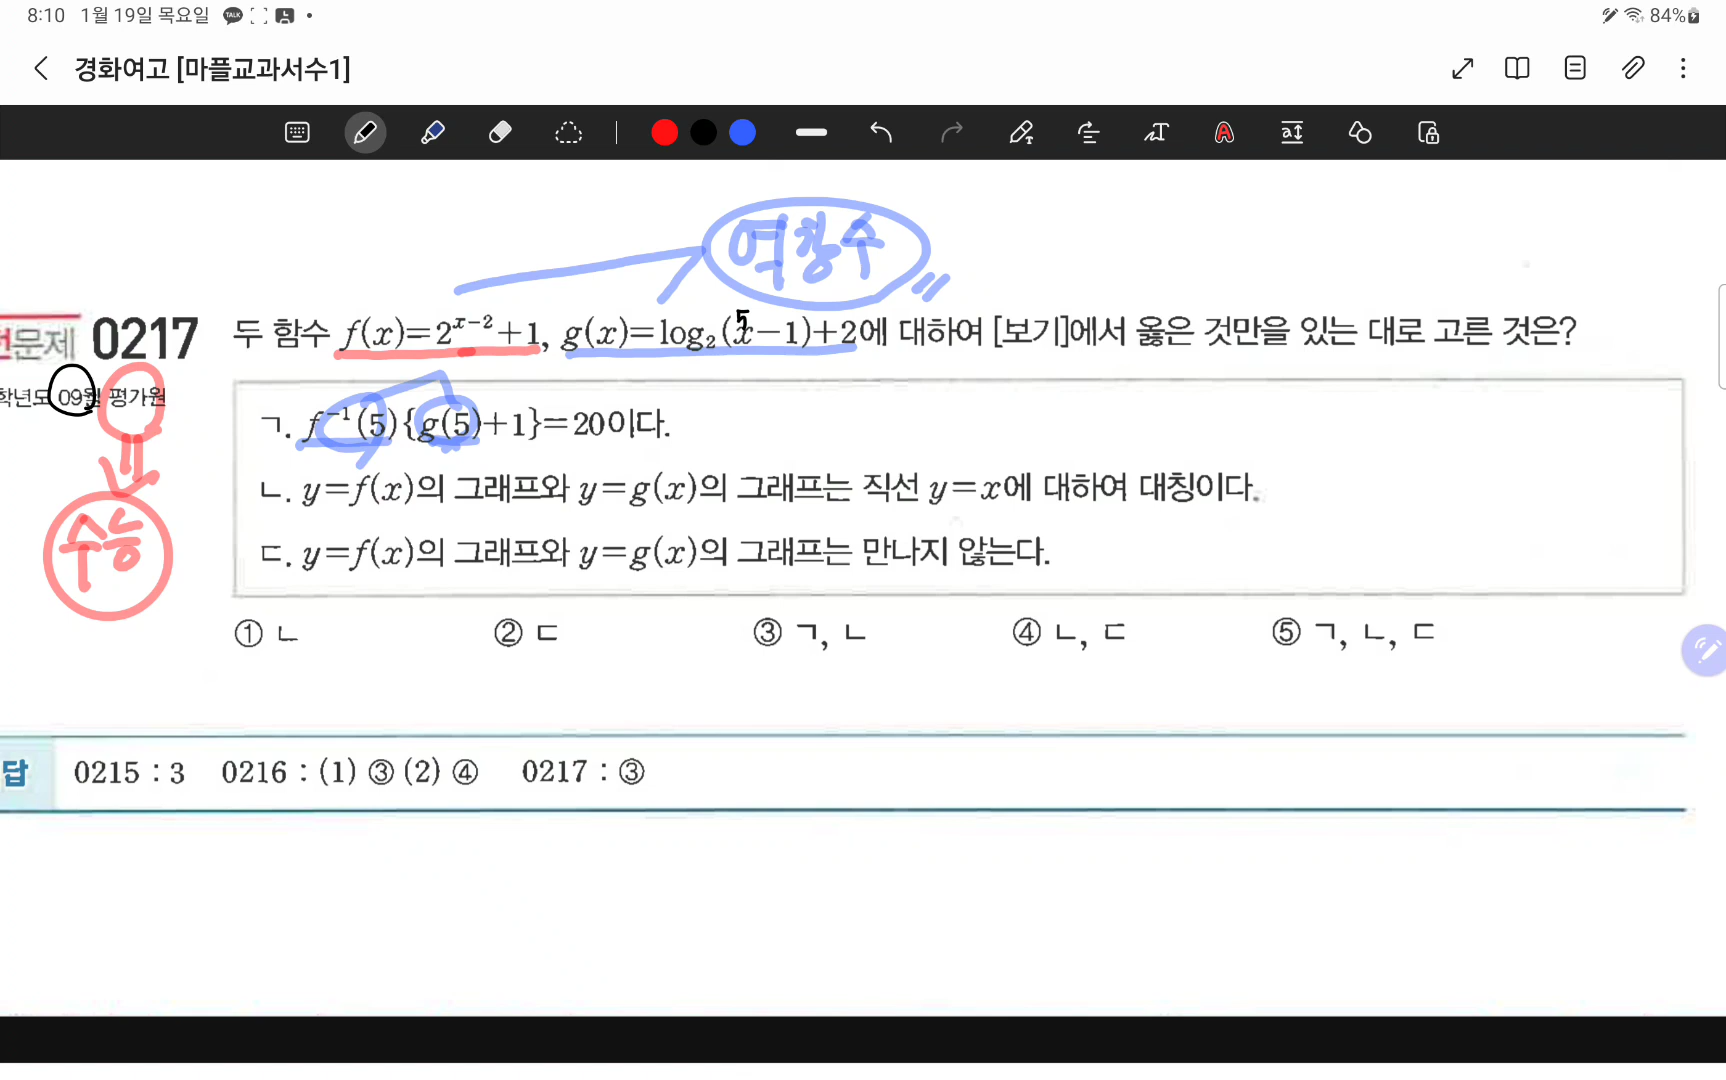 8:10 1월 19일 목요일 TALK 84%
경화여고 [마플교과서수1]
역함수
문제 0217 두 함수 f(x)=2^{x-2}+1, g(x)=log₂(x-1)+2에 대하여 [보기]에서 옳은 것만을 있는 대로 고른 것은?
5
학년도 09월 평가원
수능
ㄱ. f⁻¹(5){g(5)+1}=20이다.
ㄴ. y=f(x)의 그래프와 y=g(x)의 그래프는 직선 y=x에 대하여 대칭이다.
ㄷ. y=f(x)의 그래프와 y=g(x)의 그래프는 만나지 않는다.
① ㄴ ② ㄷ ③ ㄱ, ㄴ ④ ㄴ, ㄷ ⑤ ㄱ, ㄴ, ㄷ
답 0215 : 3 0216 : (1) ③ (2) ④ 0217 : ③